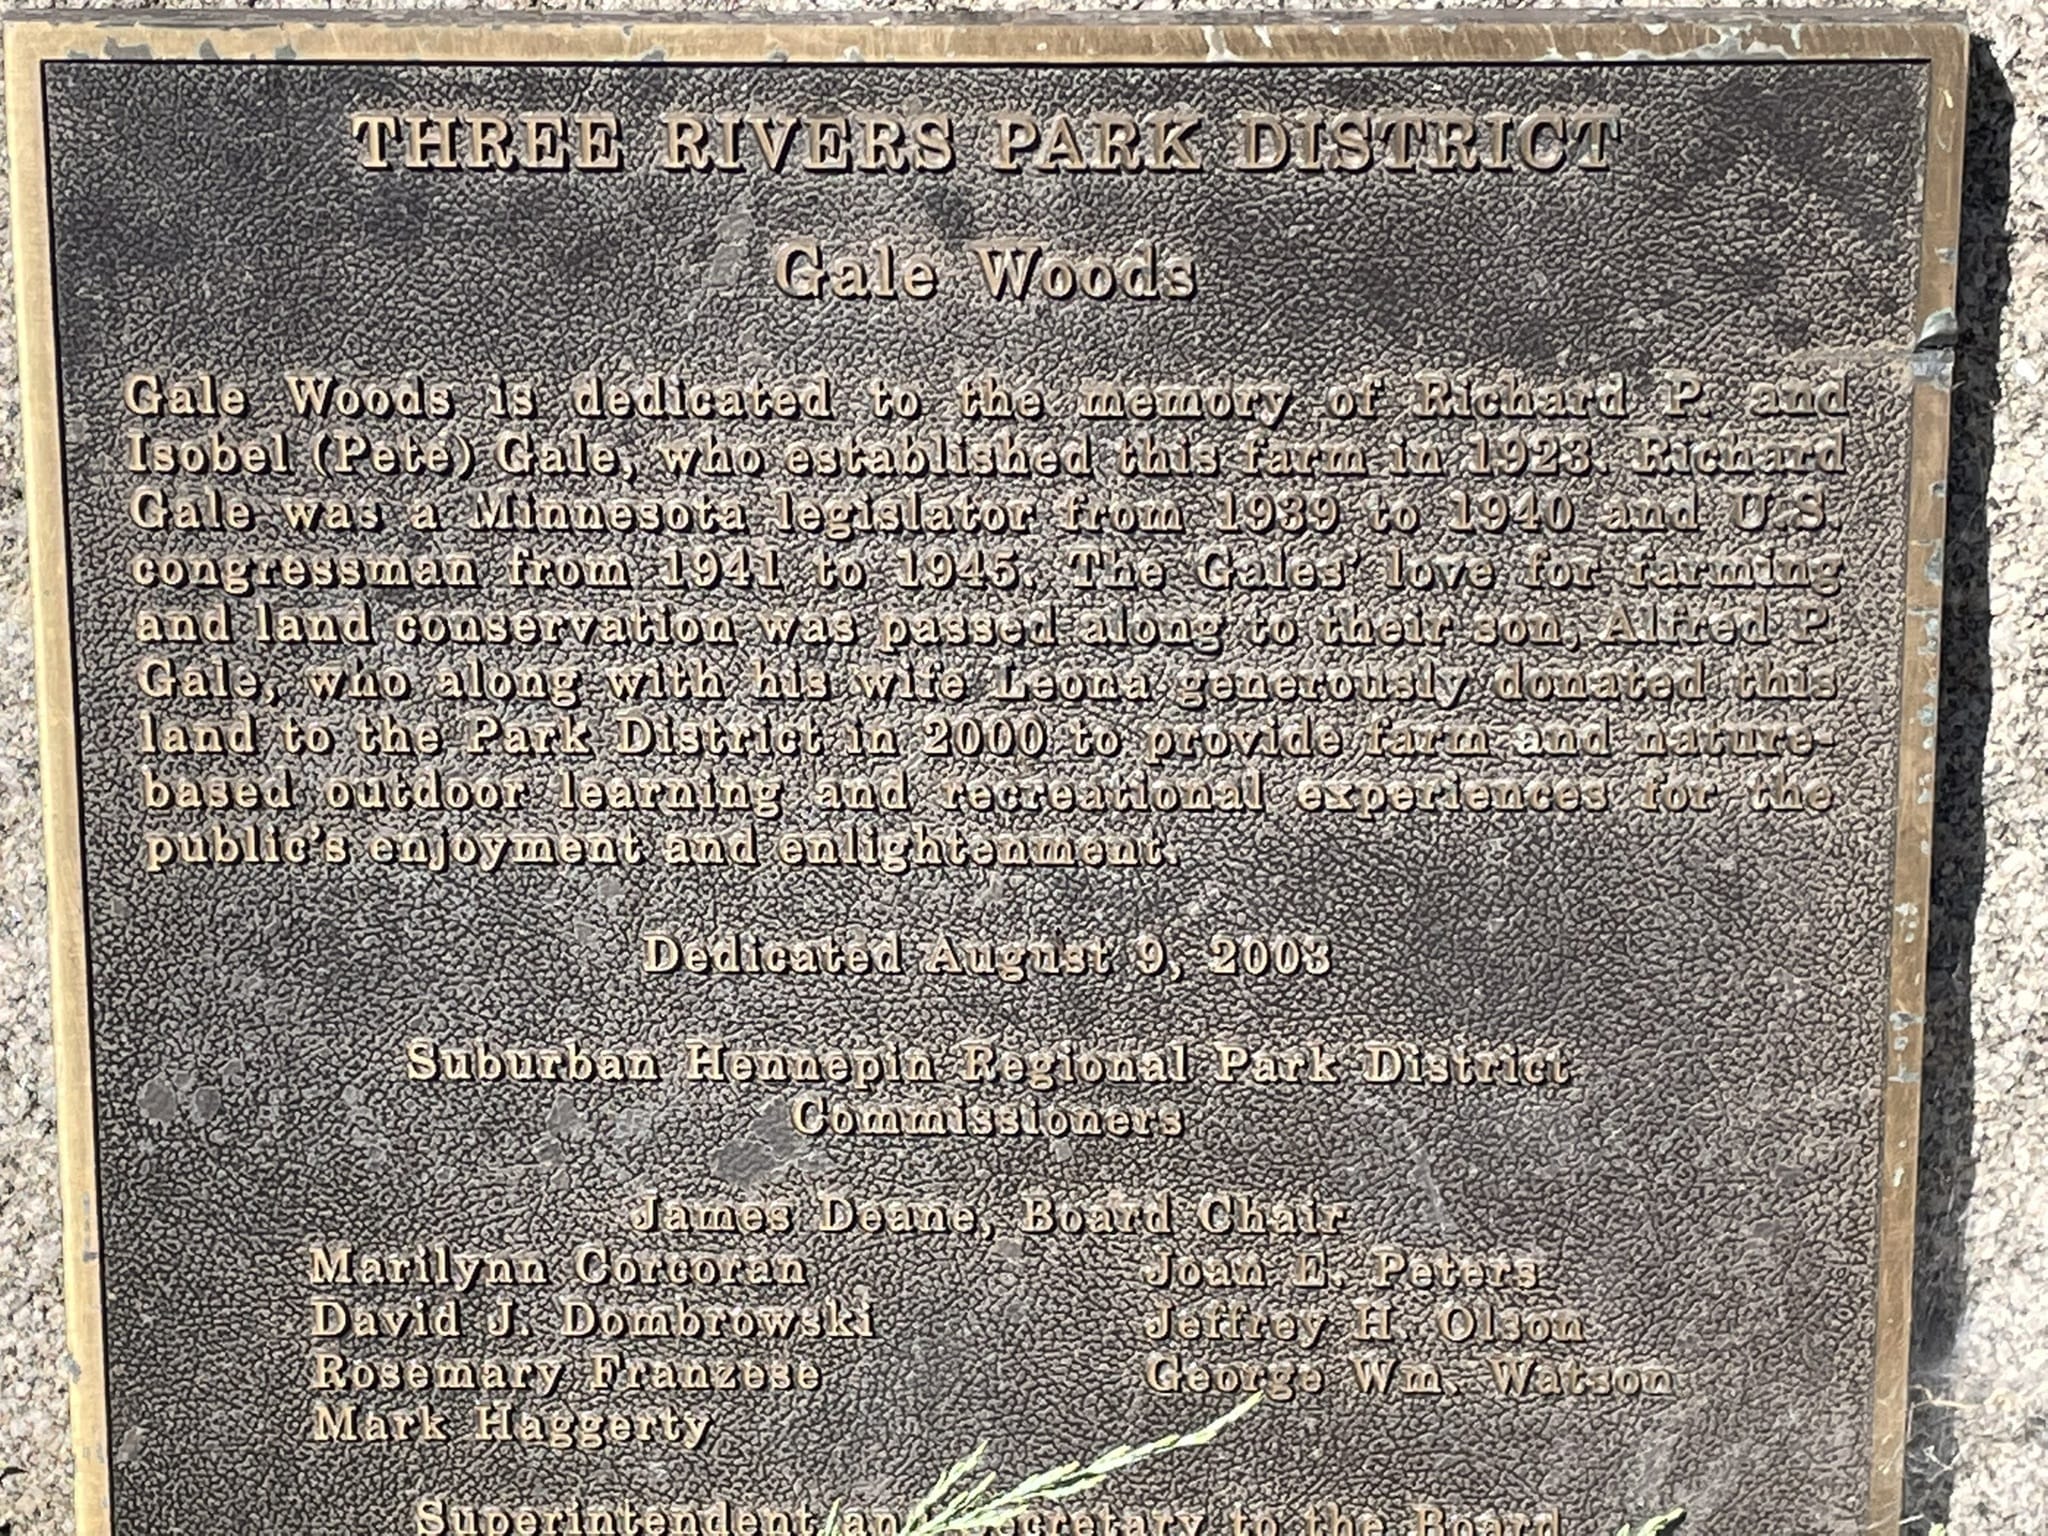 THREE RIVERS PARK DISTRICT
Gale Woods
Gale Woods is dedicated to the memory of Richard P. and
Isobel (Pete) Gale, who established this farm in 1923. Richard
Gale was a Minnesota legislator from 1939 to 1940 and U.S.
congressman from 1941 to 1945. The Gales' love for farming
and land conservation was passed along to their son, Alfred P.
Gale, who along with his wife Leona generously donated this
land to the Park District in 2000 to provide farm and nature-
based outdoor learning and recreational experiences for the
public's enjoyment and enlightenment.
Dedicated August 9, 2003
Suburban Hennepin Regional Park District
Commissioners
James Deane, Board Chair
Marilynn Corcoran
David J. Dombrowski
Rosemary Franzese
Mark Haggerty
Joan E. Peters
Jeffrey H. Olson
George Wm. Watson
Superintendent and Secretary to the Board